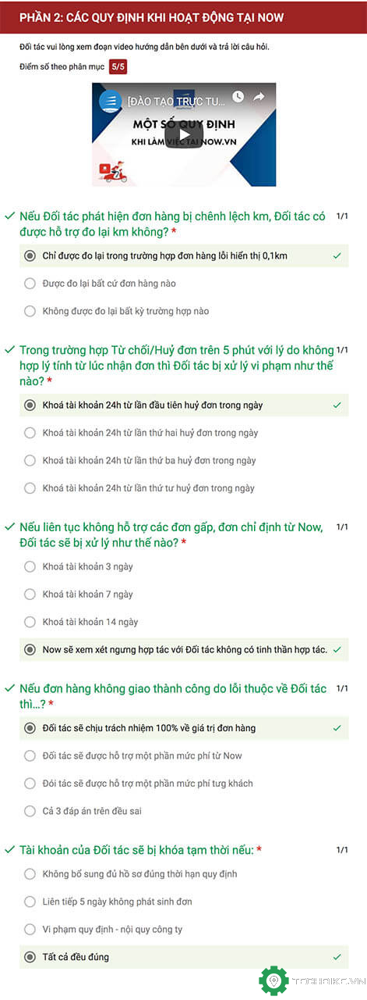 PHẦN 2: CÁC QUY ĐỊNH KHI HOẠT ĐỘNG TẠI NOW
Đối tác vui lòng xem đoạn video hướng dẫn bên dưới và trả lời câu hỏi.
Điểm số theo phân mục 5/5
[ĐÀO TẠO TRỰC TU...
MỘT SỐ QUY ĐỊNH
KHI LÀM VIỆC TẠI NOW.VN
Nếu Đối tác phát hiện đơn hàng bị chênh lệch km, Đối tác có 1/1
được hỗ trợ đo lại km không? *
Chỉ được đo lại trong trường hợp đơn hàng lỗi hiển thị 0,1km
Được đo lại bất cứ đơn hàng nào
Không được đo lại bất kỳ trường hợp nào
Trong trường hợp Từ chối/Huỷ đơn trên 5 phút với lý do không 1/1
hợp lý tính từ lúc nhận đơn thì Đối tác bị xử lý vi phạm như thế
nào? *
Khoá tài khoản 24h từ lần đầu tiên huỷ đơn trong ngày
Khoá tài khoản 24h từ lần thứ hai huỷ đơn trong ngày
Khoá tài khoản 24h từ lần thứ ba huỷ đơn trong ngày
Khoá tài khoản 24h từ lần thứ tư huỷ đơn trong ngày
Nếu liên tục không hỗ trợ các đơn gấp, đơn chỉ định từ Now, 1/1
Đối tác sẽ bị xử lý như thế nào? *
Khoá tài khoản 3 ngày
Khoá tài khoản 7 ngày
Khoá tài khoản 14 ngày
Now sẽ xem xét ngưng hợp tác với Đối tác không có tinh thần hợp tác.
Nếu đơn hàng không giao thành công do lỗi thuộc về Đối tác 1/1
thì...? *
Đối tác sẽ chịu trách nhiệm 100% về giá trị đơn hàng
Đối tác sẽ được hỗ trợ một phần mức phí từ Now
Đói tác sẽ được hỗ trợ một phần mức phí tưg khách
Cả 3 đáp án trên đều sai
Tài khoản của Đối tác sẽ bị khóa tạm thời nếu: * 1/1
Không bổ sung đủ hồ sơ đúng thời hạn quy định
Liên tiếp 5 ngày không phát sinh đơn
Vi phạm quy định - nội quy công ty
Tất cả đều đúng
TECHBIKE.VN